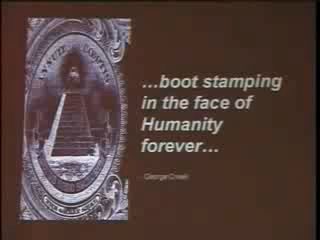 ...boot stamping
in the face of
Humanity
forever...
George Orwell